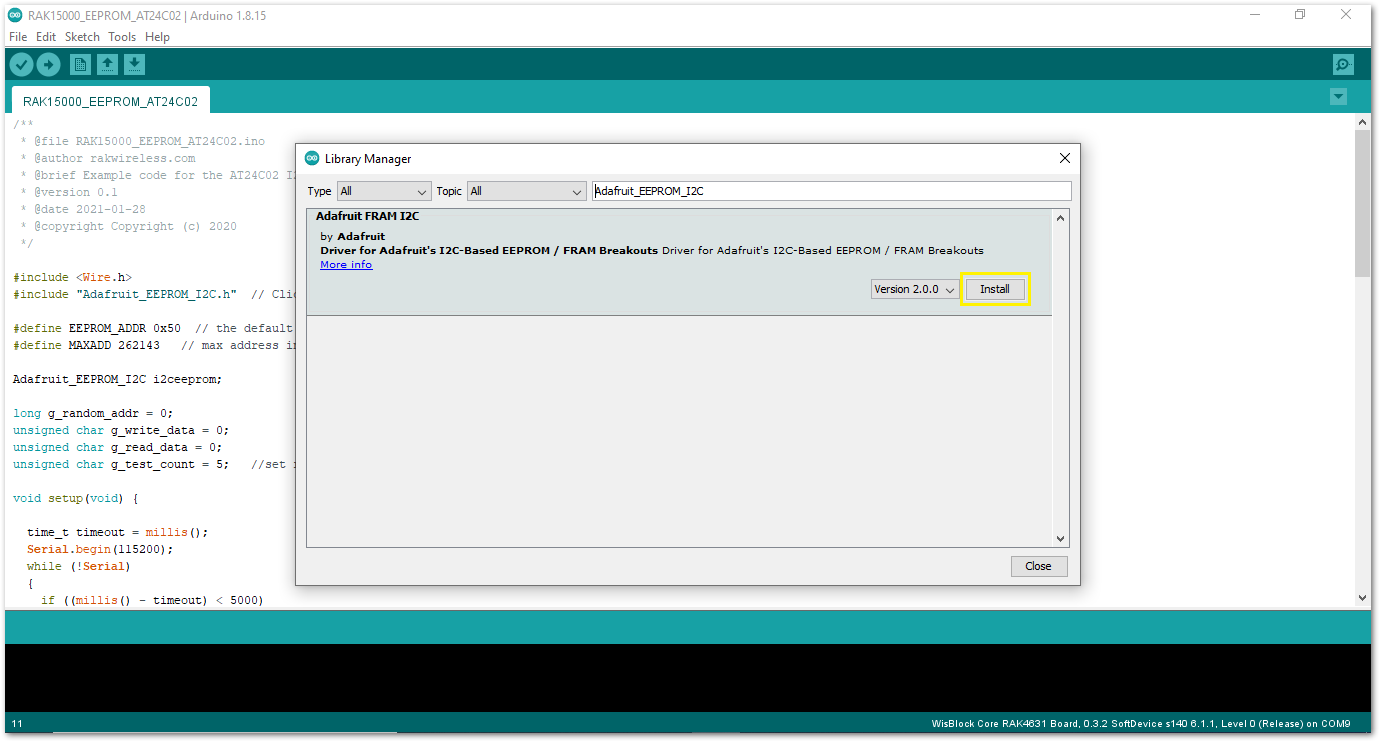 RAK15000_EEPROM_AT24C02 | Arduino 1.8.15
File Edit Sketch Tools Help
RAK15000_EEPROM_AT24C02
/**
* @file RAK15000_EEPROM_AT24C02.ino
* @author rakwireless.com
* @brief Example code for the AT24C02 I2
* @version 0.1
* @date 2021-01-28
* @copyright Copyright (c) 2020
*/
#include <Wire.h>
#include "Adafruit_EEPROM_I2C.h" // Clic
#define EEPROM_ADDR 0x50 // the default
#define MAXADD 262143 // max address in
Adafruit_EEPROM_I2C i2ceeprom;
long g_random_addr = 0;
unsigned char g_write_data = 0;
unsigned char g_read_data = 0;
unsigned char g_test_count = 5; //set
void setup(void) {
time_t timeout = millis();
Serial.begin(115200);
while (!Serial)
{
if ((millis() - timeout) < 5000)
Library Manager
Type All Topic All Adafruit_EEPROM_I2C
Adafruit FRAM I2C
by Adafruit
Driver for Adafruit's I2C-Based EEPROM / FRAM Breakouts Driver for Adafruit's I2C-Based EEPROM / FRAM Breakouts
More info
Version 2.0.0 Install
Close
11 WisBlock Core RAK4631 Board, 0.3.2 SoftDevice s140 6.1.1, Level 0 (Release) on COM9